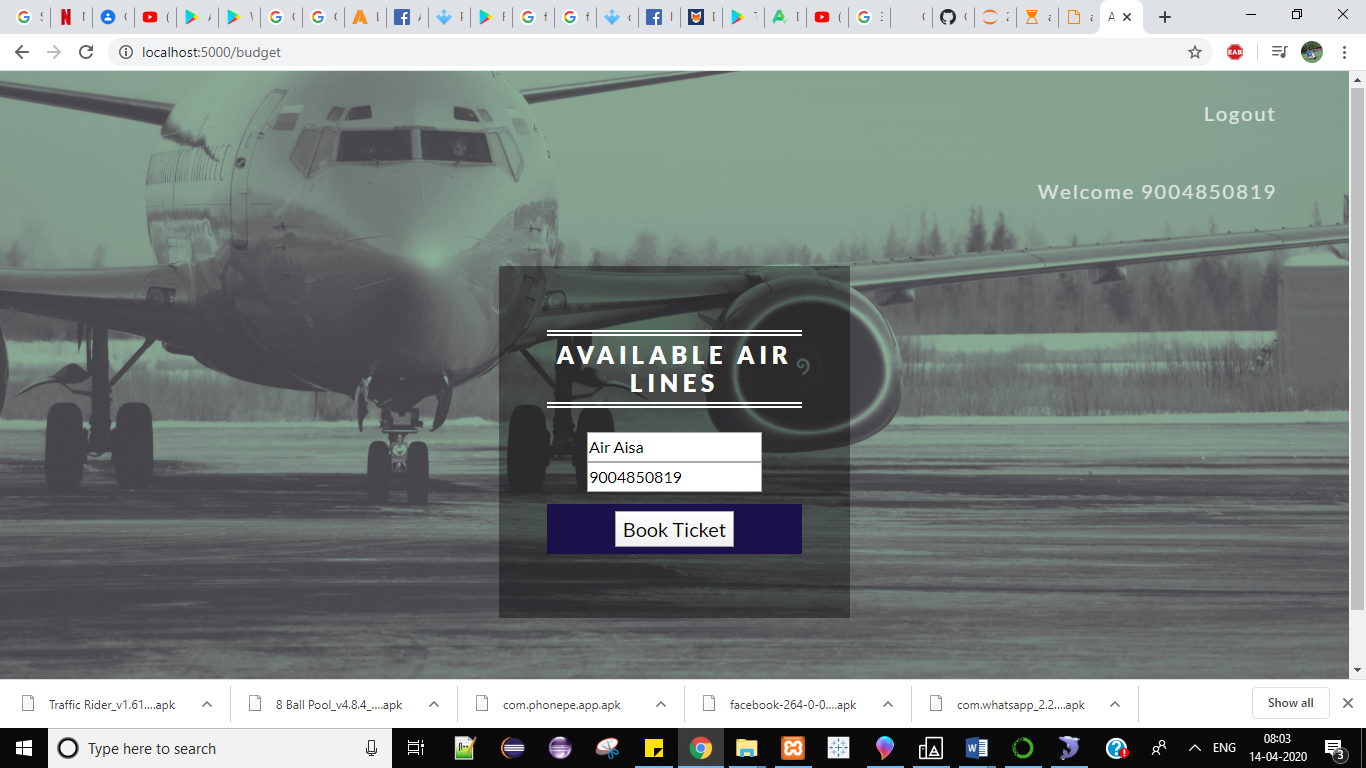 localhost:5000/budget
EAB
Logout
Welcome 9004850819
AVAILABLE AIR
LINES
Air Aisa
9004850819
Book Ticket
Traffic Rider_v1.61....apk
8 Ball Pool_v4.8.4_....apk
com.phonepe.app.apk
facebook-264-0-0....apk
com.whatsapp_2.2....apk
Show all
Type here to search
ENG
08:03
14-04-2020
3